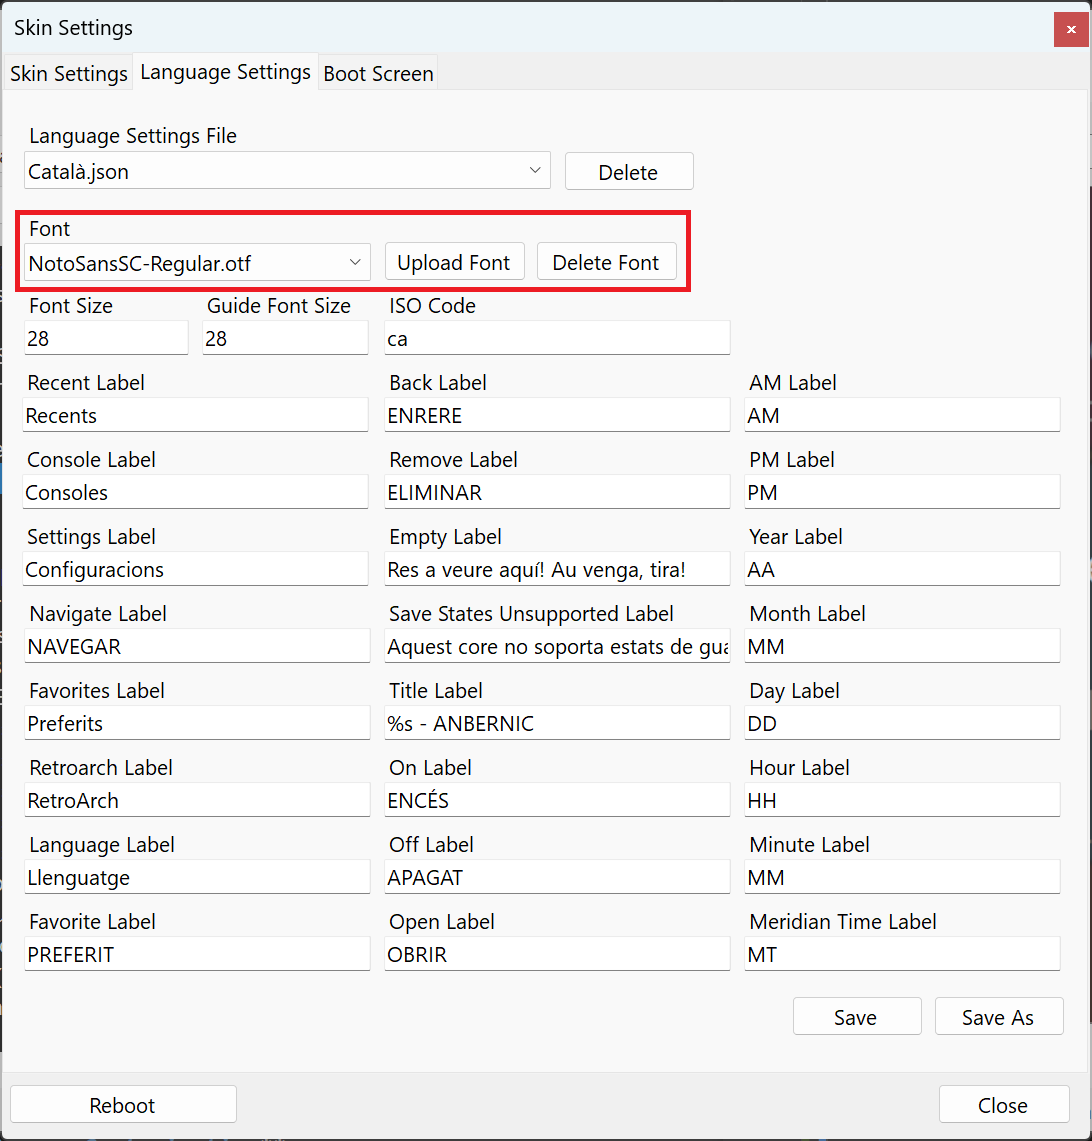 Skin Settings
Skin Settings Language Settings Boot Screen
Language Settings File
Català.json Delete
Font
NotoSansSC-Regular.otf Upload Font Delete Font
Font Size Guide Font Size ISO Code
28 28 ca
Recent Label Back Label AM Label
Recents ENRERE AM
Console Label Remove Label PM Label
Consoles ELIMINAR PM
Settings Label Empty Label Year Label
Configuracions Res a veure aquí! Au venga, tira! AA
Navigate Label Save States Unsupported Label Month Label
NAVEGAR Aquest core no soporta estats de gua MM
Favorites Label Title Label Day Label
Preferits %s - ANBERNIC DD
Retroarch Label On Label Hour Label
RetroArch ENCÉS HH
Language Label Off Label Minute Label
Llenguatge APAGAT MM
Favorite Label Open Label Meridian Time Label
PREFERIT OBRIR MT
Save Save As
Reboot Close